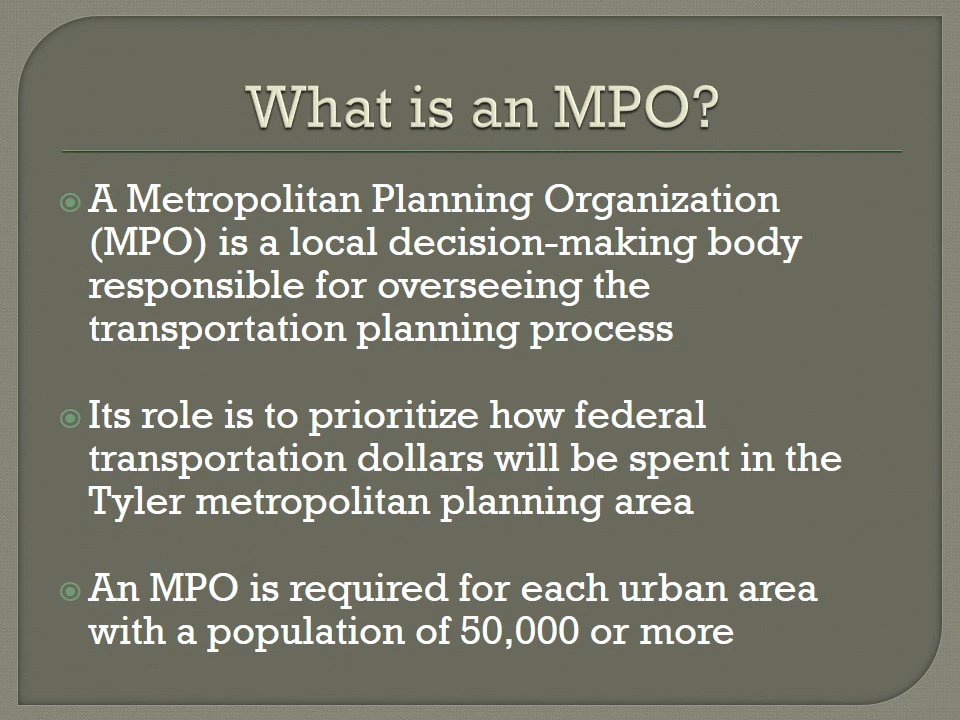 What is an MPO?
A Metropolitan Planning Organization
(MPO) is a local decision-making body
responsible for overseeing the
transportation planning process
Its role is to prioritize how federal
transportation dollars will be spent in the
Tyler metropolitan planning area
An MPO is required for each urban area
with a population of 50,000 or more